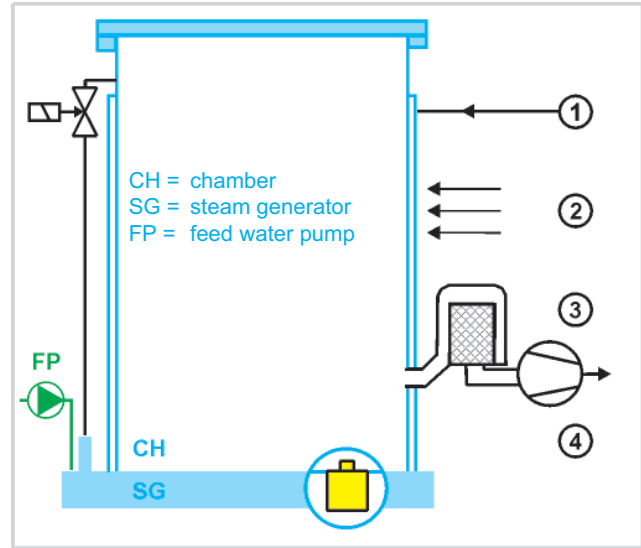 1
CH = chamber
SG = steam generator
FP = feed water pump
2
3
FP
4
CH
SG